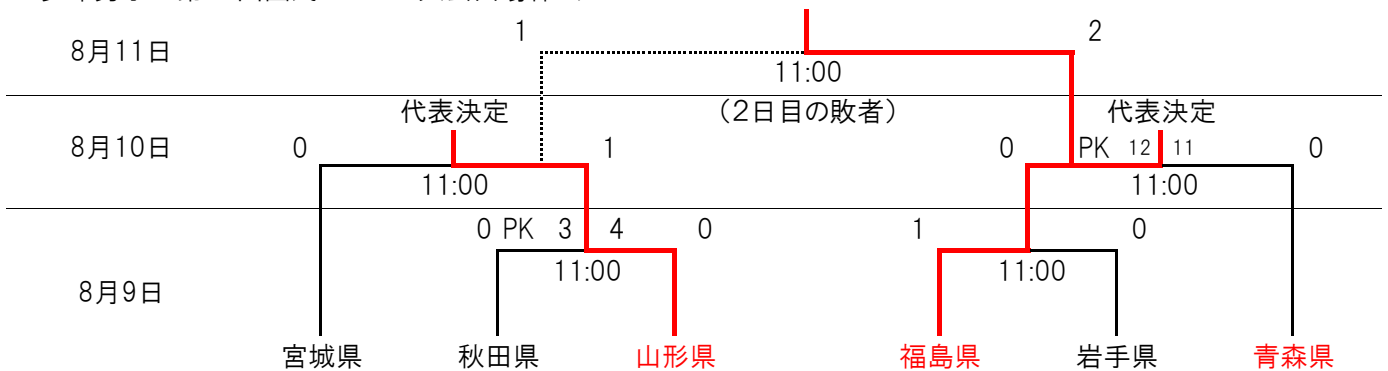 1 2
8月11日
11:00
代表決定 (2日目の敗者) 代表決定
8月10日 0 1 0 PK 12 11 0
11:00 11:00
0 PK 3 4 0 1 0
11:00 11:00
8月9日
宮城県 秋田県 山形県 福島県 岩手県 青森県